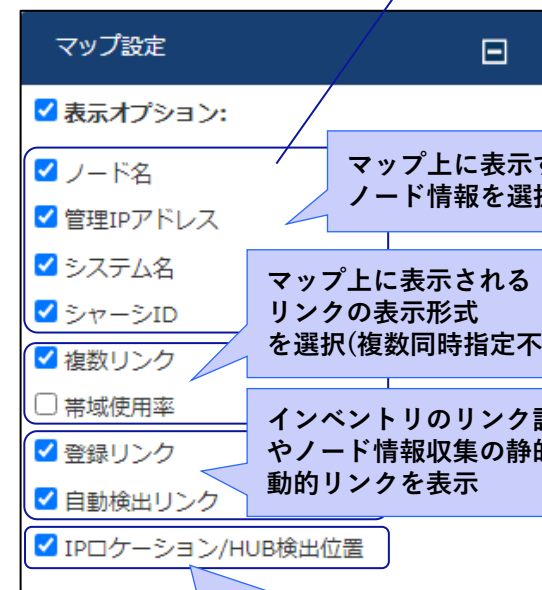 マップ設定
表示オプション:
ノード名
管理IPアドレス
システム名
シャーシID
複数リンク
帯域使用率
登録リンク
自動検出リンク
IPロケーション/HUB検出位置
マップ上に表示
ノード情報を選
マップ上に表示される
リンクの表示形式
を選択(複数同時指定不
インベントリのリンク
やノード情報収集の静
動的リンクを表示